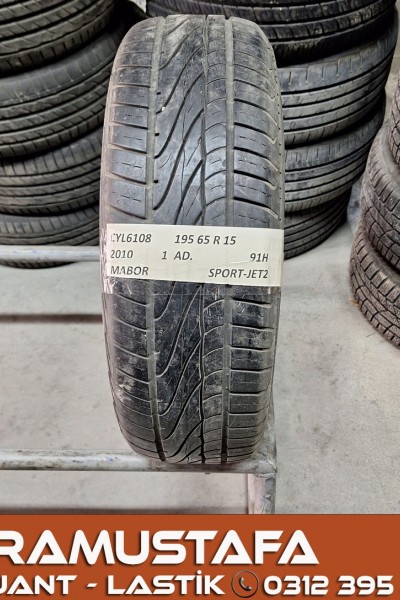 CYL6108 195 65 R 15
2010 1 AD. 91H
MABOR SPORT-JET2
RAMUSTAFA
JANT - LASTİK 0312 395